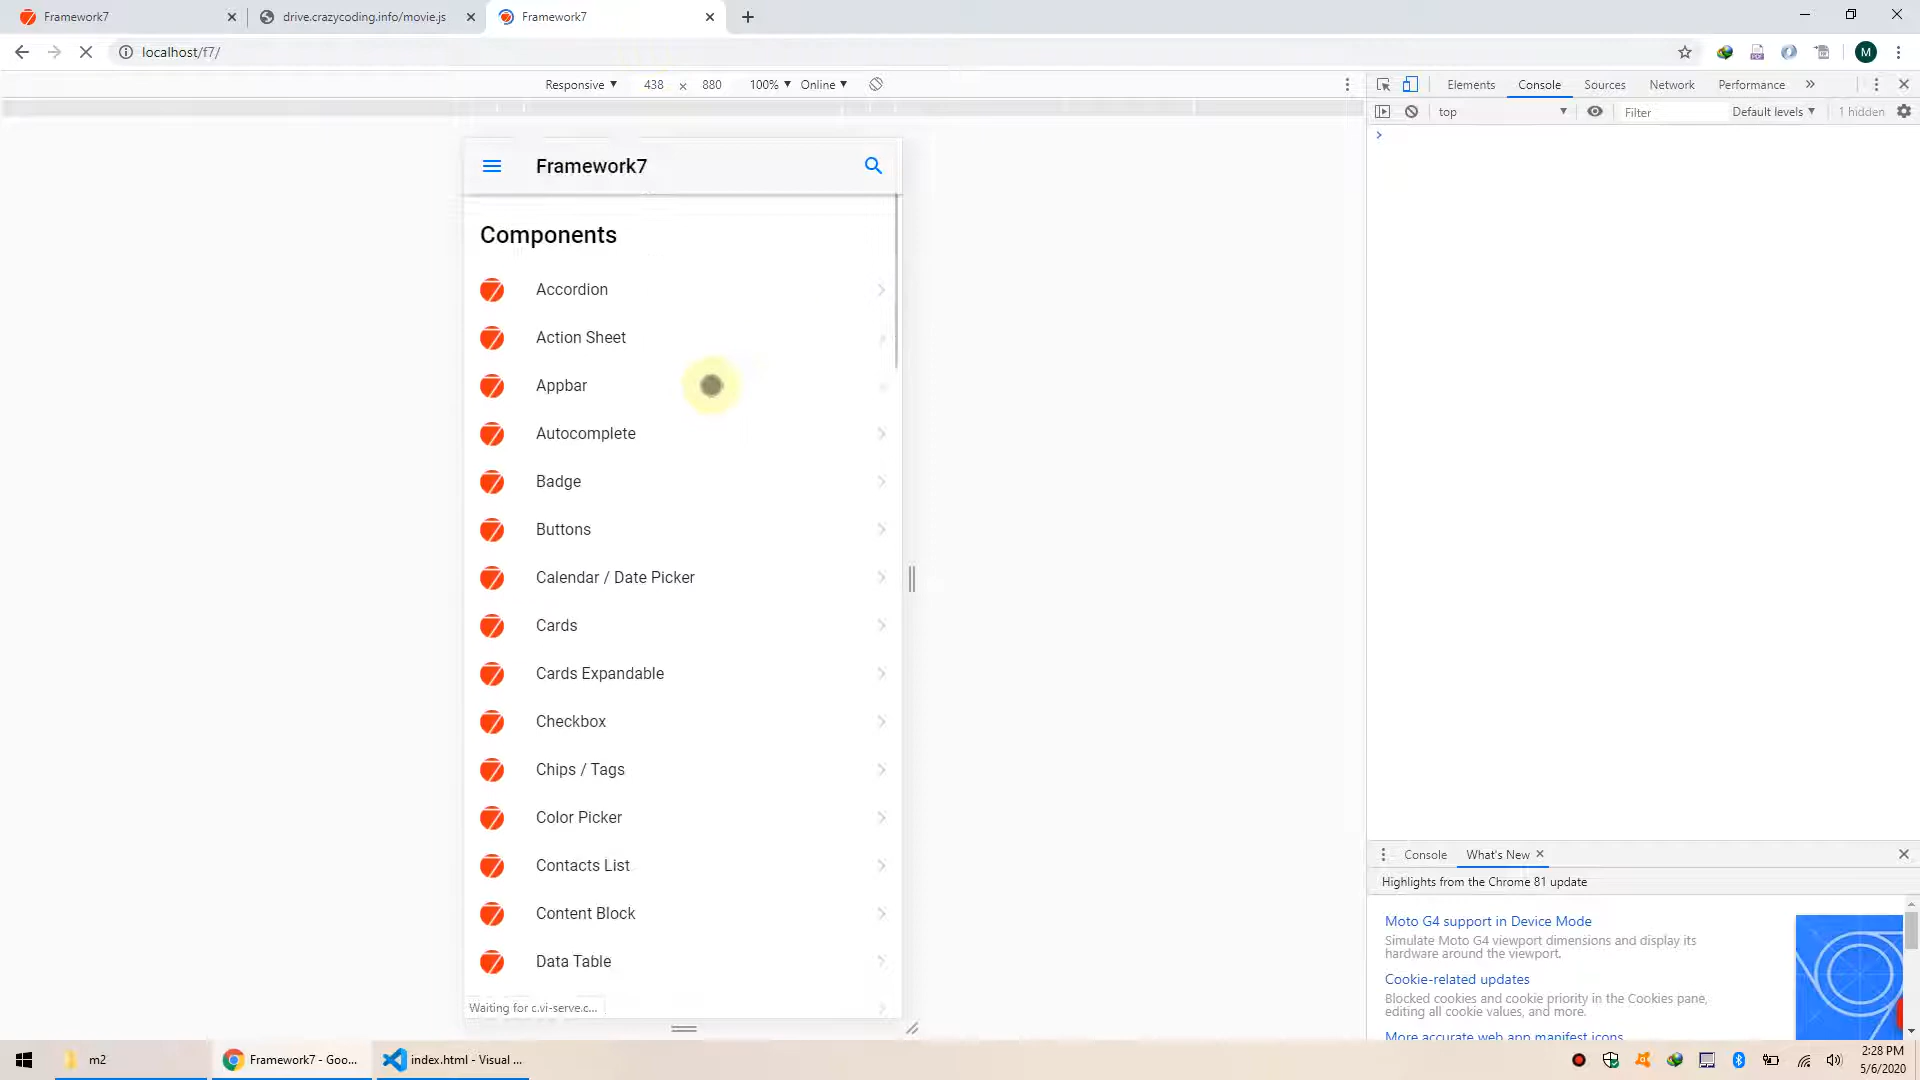 Framework7
drive.crazycoding.info/movie.js
Framework7
localhost/f7/
M
Responsive 438 × 880 100% Online
Elements Console Sources Network Performance
top Filter Default levels 1 hidden
Framework7
Components
Accordion
Action Sheet
Appbar
Autocomplete
Badge
Buttons
Calendar / Date Picker
Cards
Cards Expandable
Checkbox
Chips / Tags
Color Picker
Contacts List
Content Block
Data Table
Waiting for c.vi-serve.c...
Console What's New
Highlights from the Chrome 81 update
Moto G4 support in Device Mode
Simulate Moto G4 viewport dimensions and display its
hardware around the viewport.
Cookie-related updates
Blocked cookies and cookie priority in the Cookies pane,
editing all cookie values, and more.
More accurate web app manifest icons
m2
Framework7 - Goo...
index.html - Visual ...
2:28 PM
5/6/2020